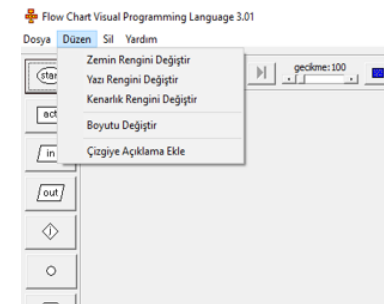 Flow Chart Visual Programming Language 3.01
Dosya Düzen Sil Yardım
Zemin Rengini Değiştir
Yazı Rengini Değiştir
Kenarlık Rengini Değiştir
Boyutu Değiştir
Çizgiye Açıklama Ekle
gecikme: 100
star
act
in
out